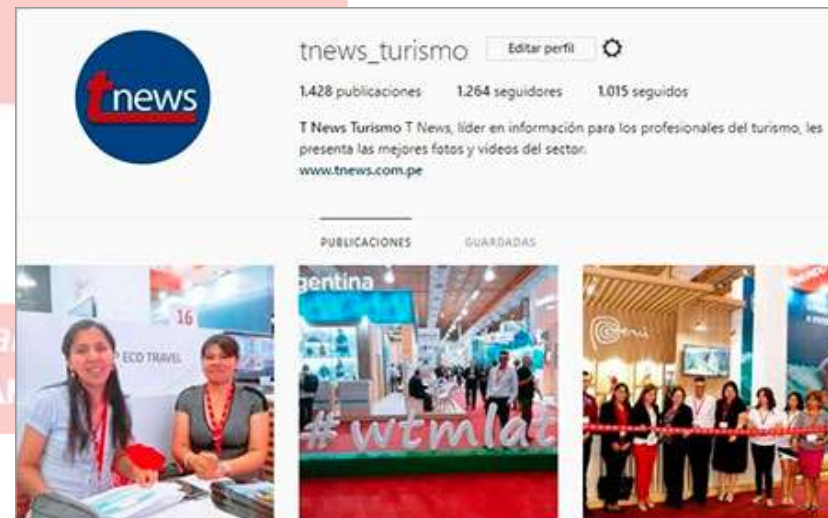 tnews
tnews_turismo
Editar perfil
1.428 publicaciones 1.264 seguidores 1.015 seguidos
T News Turismo T News, líder en información para los profesionales del turismo, les
presenta las mejores fotos y videos del sector.
www.tnews.com.pe
PUBLICACIONES GUARDADAS
16
ECO TRAVEL
gentina
#wtmlat
Perú